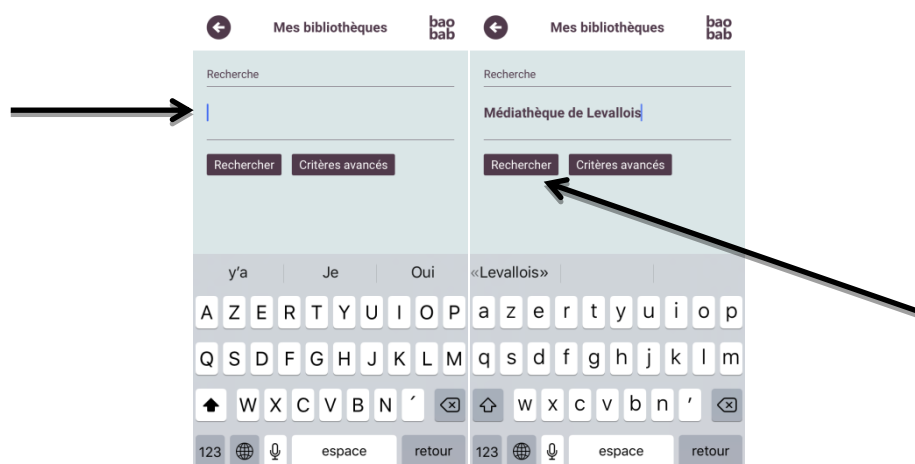 Mes bibliothèques
bao
bab
Recherche
Rechercher Critères avancés
y'a Je Oui
A Z E R T Y U I O P
Q S D F G H J K L M
W X C V B N ´
123 espace retour
Mes bibliothèques
bao
bab
Recherche
Médiathèque de Levallois
Rechercher Critères avancés
«Levallois»
a z e r t y u i o p
q s d f g h j k l m
w x c v b n ’
123 espace retour